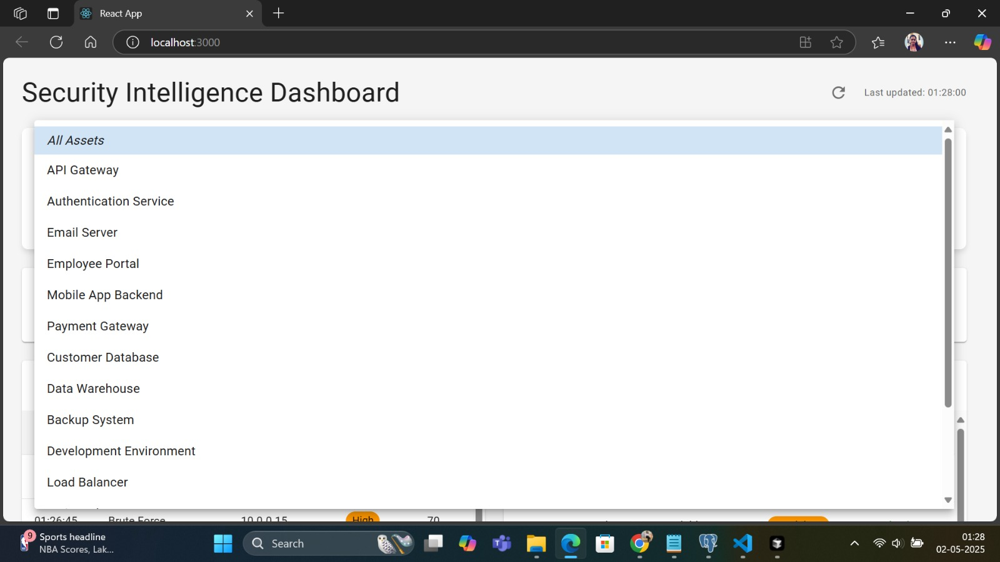 React App
localhost:3000
Security Intelligence Dashboard
Last updated: 01:28:00
All Assets
API Gateway
Authentication Service
Email Server
Employee Portal
Mobile App Backend
Payment Gateway
Customer Database
Data Warehouse
Backup System
Development Environment
Load Balancer
01:26:45 Brute Force 10.0.0.15 High 70
9
Sports headline
NBA Scores, Lak...
Search
01:28
02-05-2025